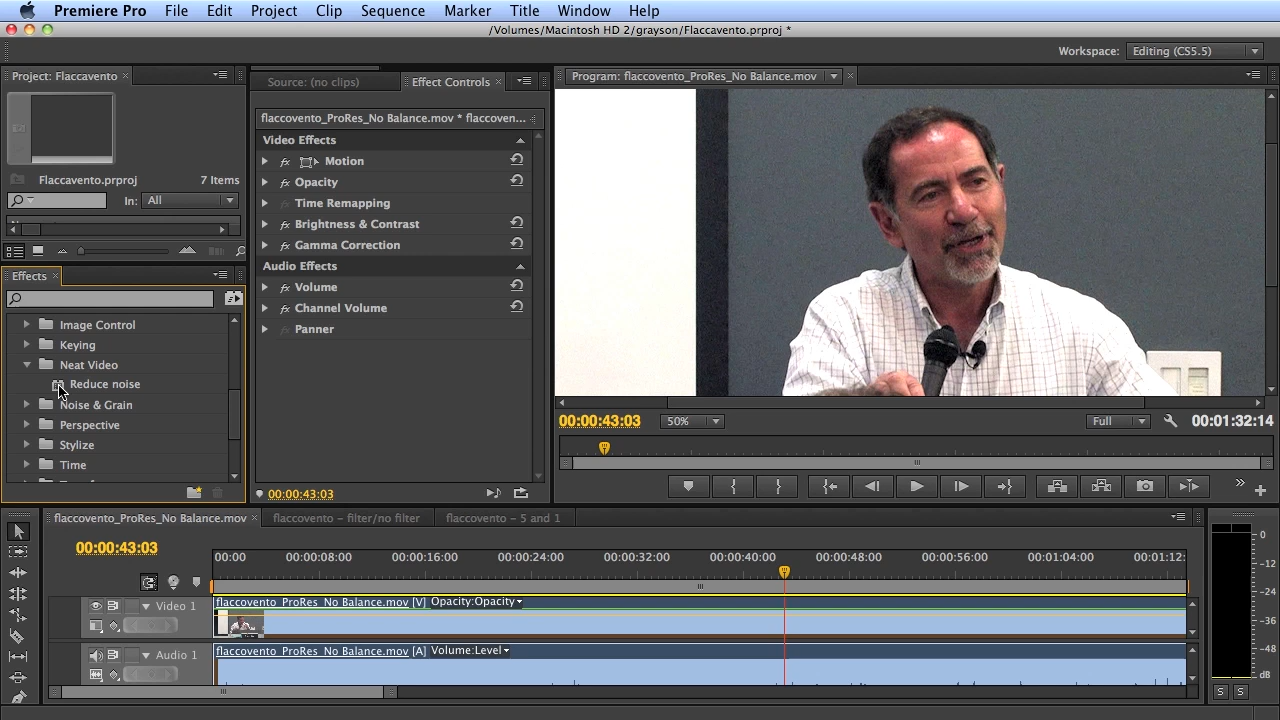 Premiere Pro File Edit Project Clip Sequence Marker Title Window Help
/Volumes/Macintosh HD 2/grayson/Flaccavento.prproj *
Workspace: Editing (CS5.5)
Project: Flaccavento
Flaccavento.prproj
7 Items
In: All
Effects
Image Control
Keying
Neat Video
Reduce noise
Noise & Grain
Perspective
Stylize
Time
Source: (no clips)
Effect Controls
flaccovento_ProRes_No Balance.mov * flaccoven...
Video Effects
fx Motion
fx Opacity
Time Remapping
fx Brightness & Contrast
fx Gamma Correction
Audio Effects
fx Volume
fx Channel Volume
fx Panner
00:00:43:03
Program: flaccovento_ProRes_No Balance.mov
00:00:43:03
50%
Full
00:01:32:14
flaccovento_ProRes_No Balance.mov
flaccovento – filter/no filter
flaccovento – 5 and 1
00:00:43:03
00:00 00:00:08:00 00:00:16:00 00:00:24:00 00:00:32:00 00:00:40:00 00:00:48:00 00:00:56:00 00:01:04:00 00:01:12:
Video 1
flaccovento_ProRes_No Balance.mov [V] Opacity:Opacity
Audio 1
flaccovento_ProRes_No Balance.mov [A] Volume:Level
0
-12
-24
-36
-48
dB
S S